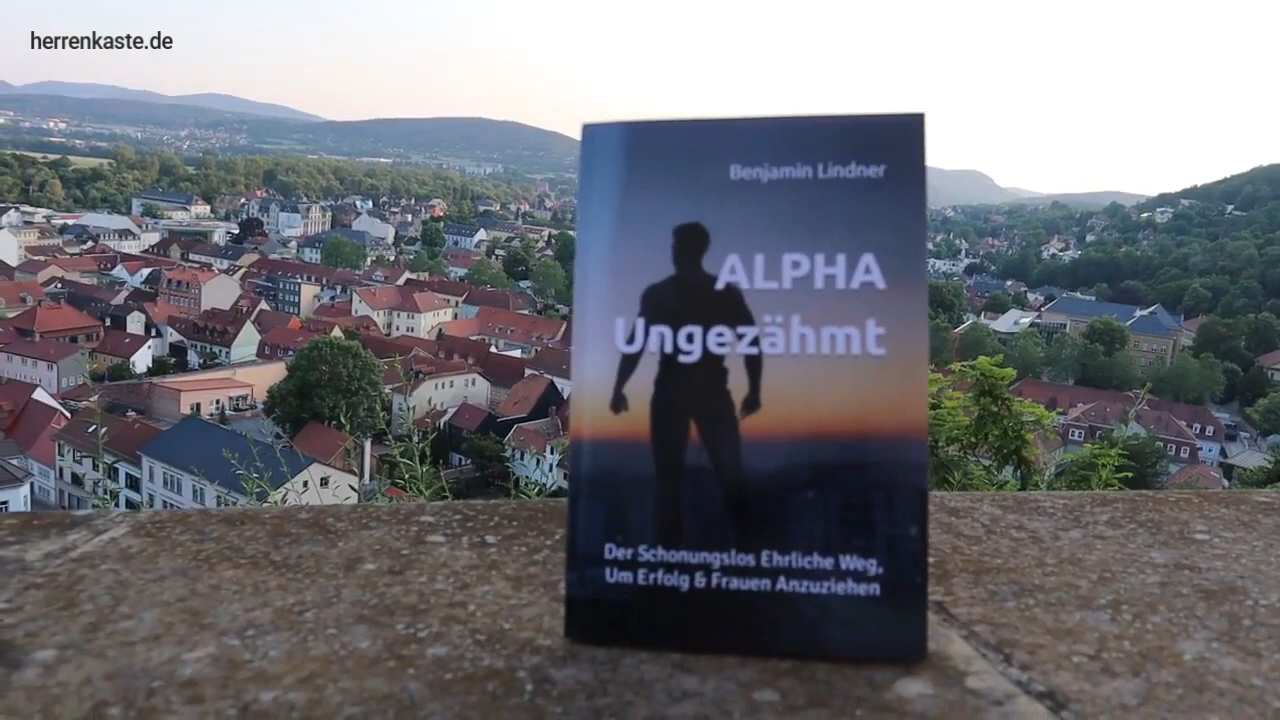 herrenkaste.de
Benjamin Lindner
ALPHA
Ungezähmt
Der Schonungslos Ehrliche Weg,
Um Erfolg & Frauen Anzuziehen